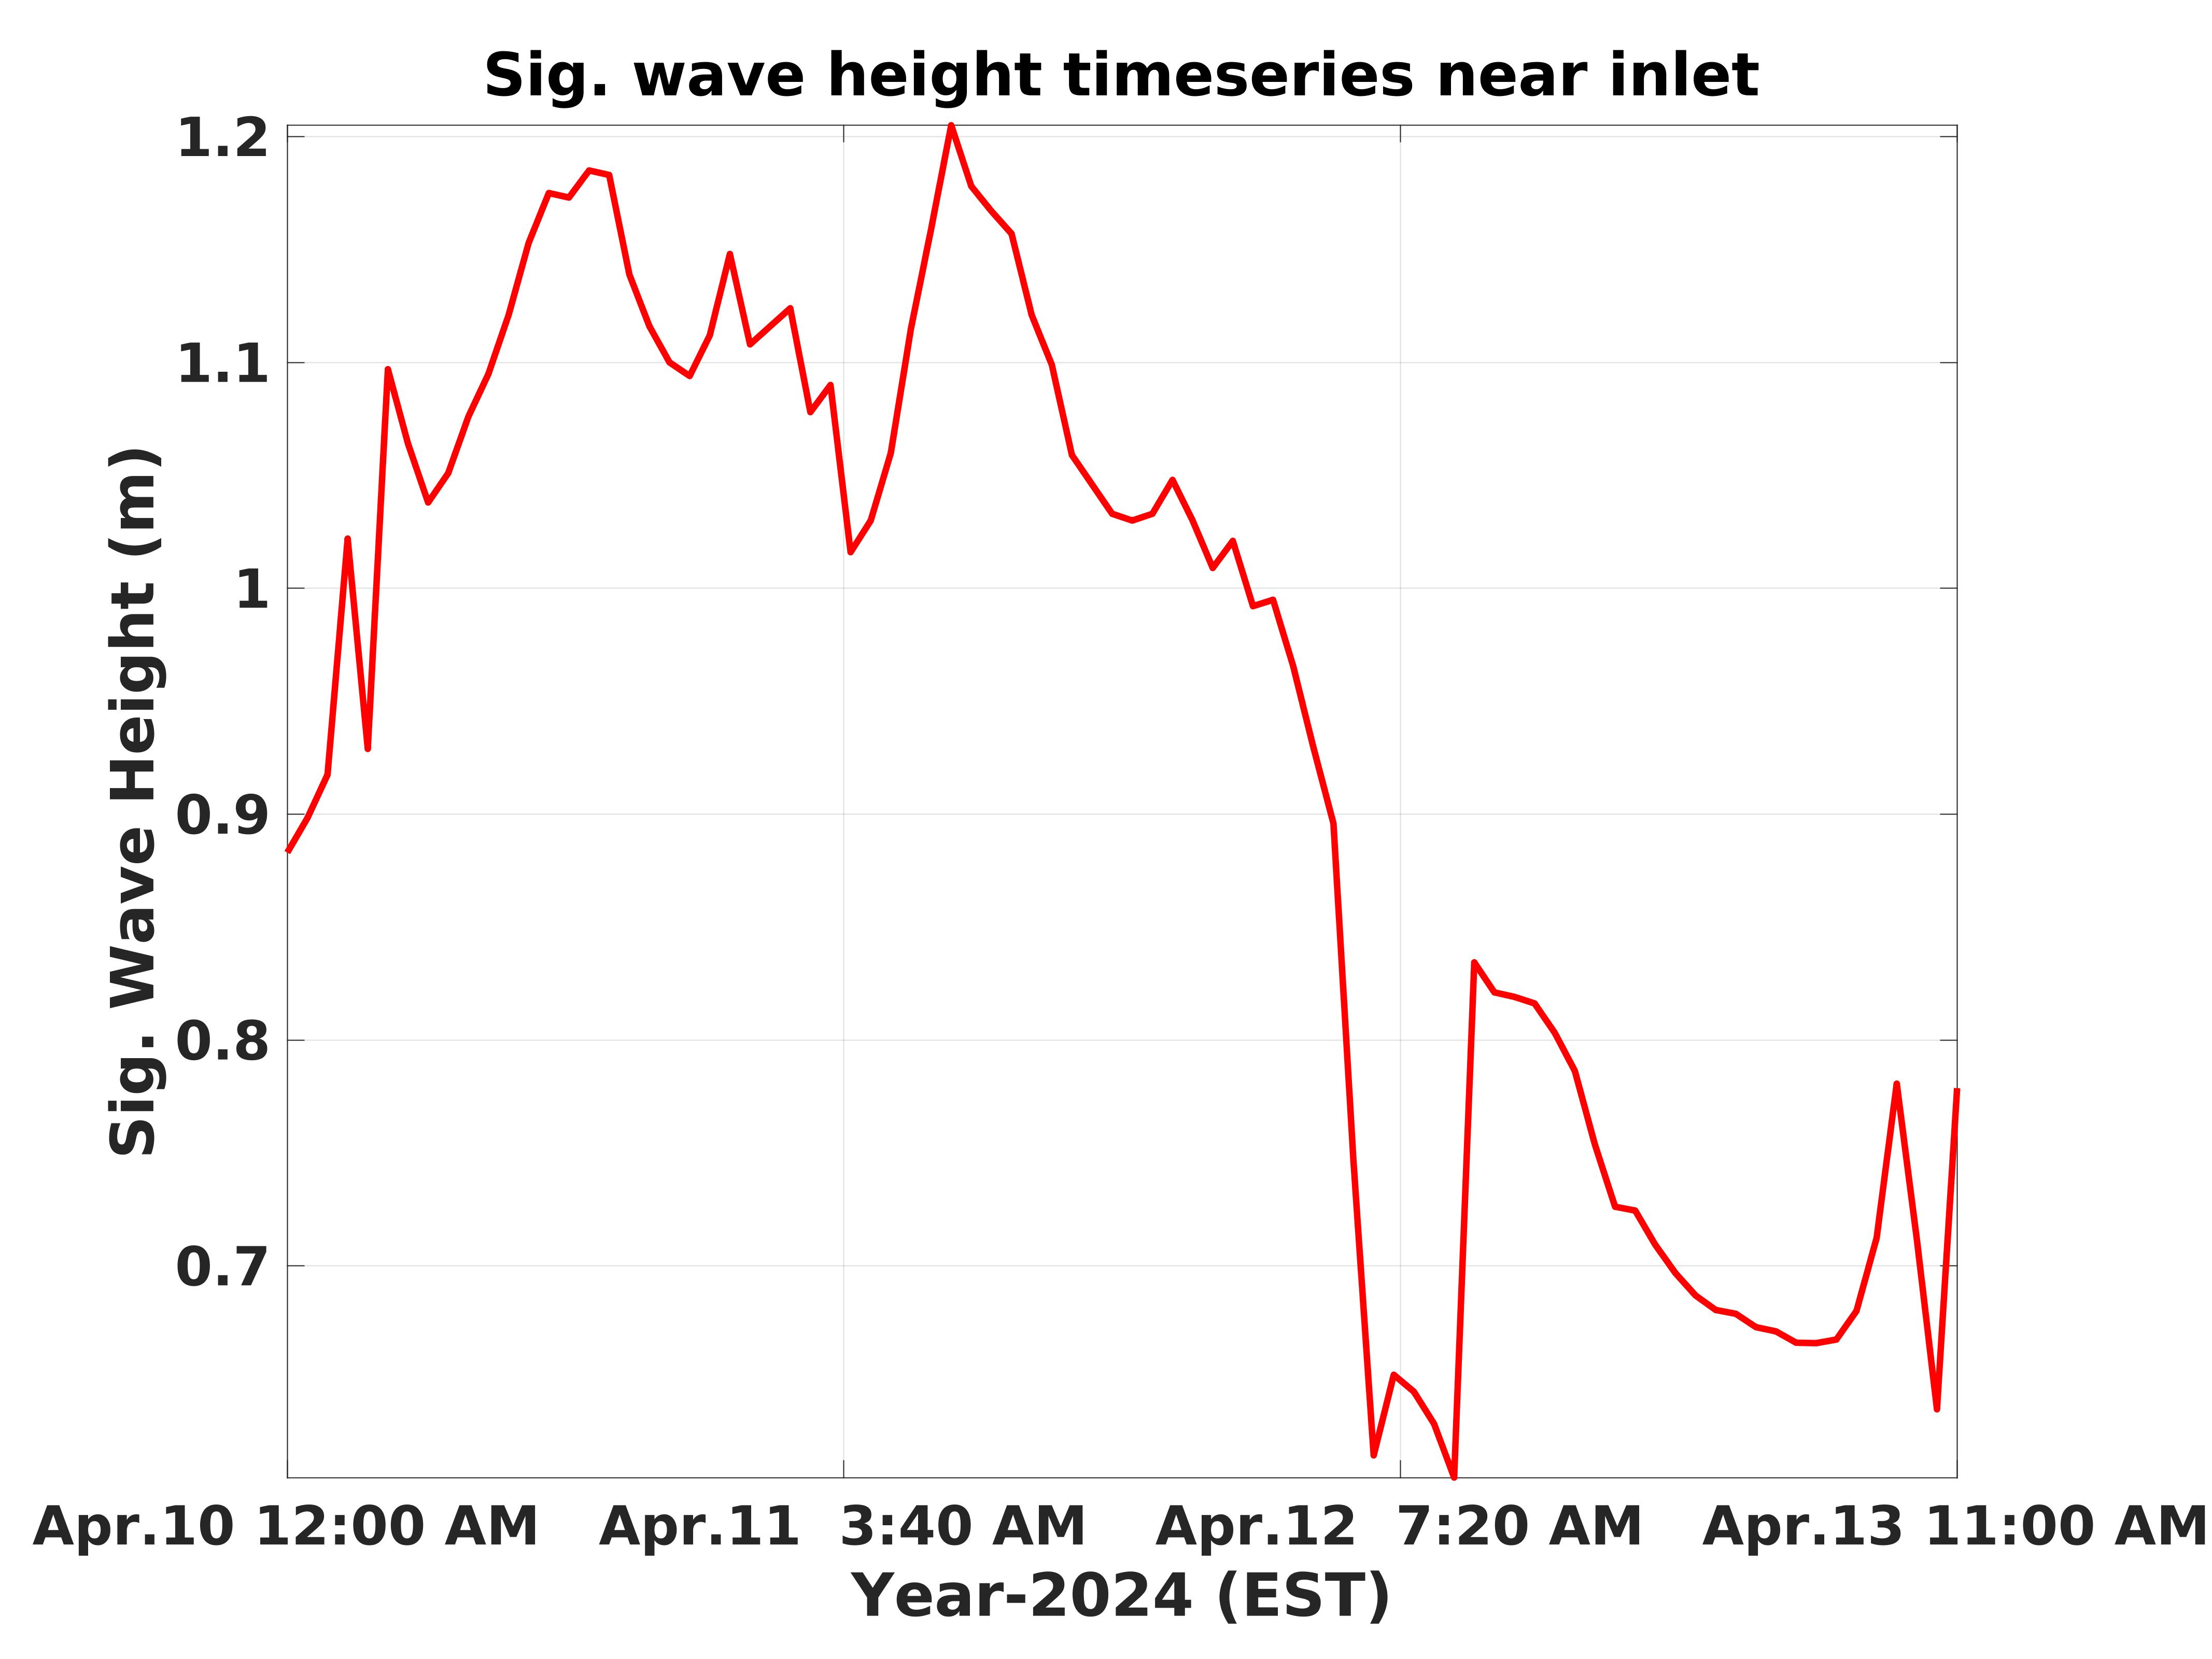 Sig. wave height timeseries near inlet
Sig. Wave Height (m)
1.2
1.1
1
0.9
0.8
0.7
Apr.10 12:00 AM Apr.11 3:40 AM Apr.12 7:20 AM Apr.13 11:00 AM
Year-2024 (EST)